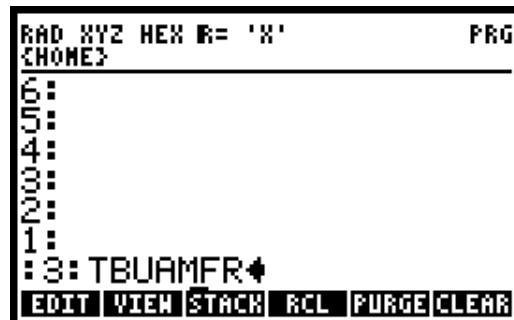 RAD XYZ HEX R= 'X' PRG
{HOME}
6:
5:
4:
3:
2:
1:
:3:TBUAMFR◆
EDIT VIEW STACK RCL PURGE CLEAR